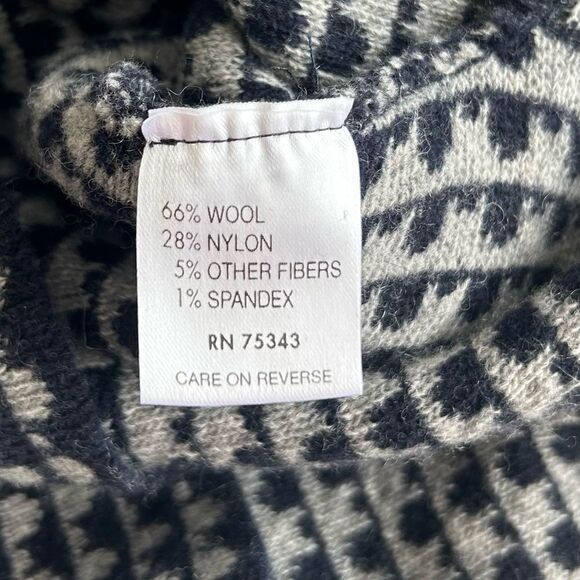 66% WOOL
28% NYLON
5% OTHER FIBERS
1% SPANDEX
RN 75343
CARE ON REVERSE